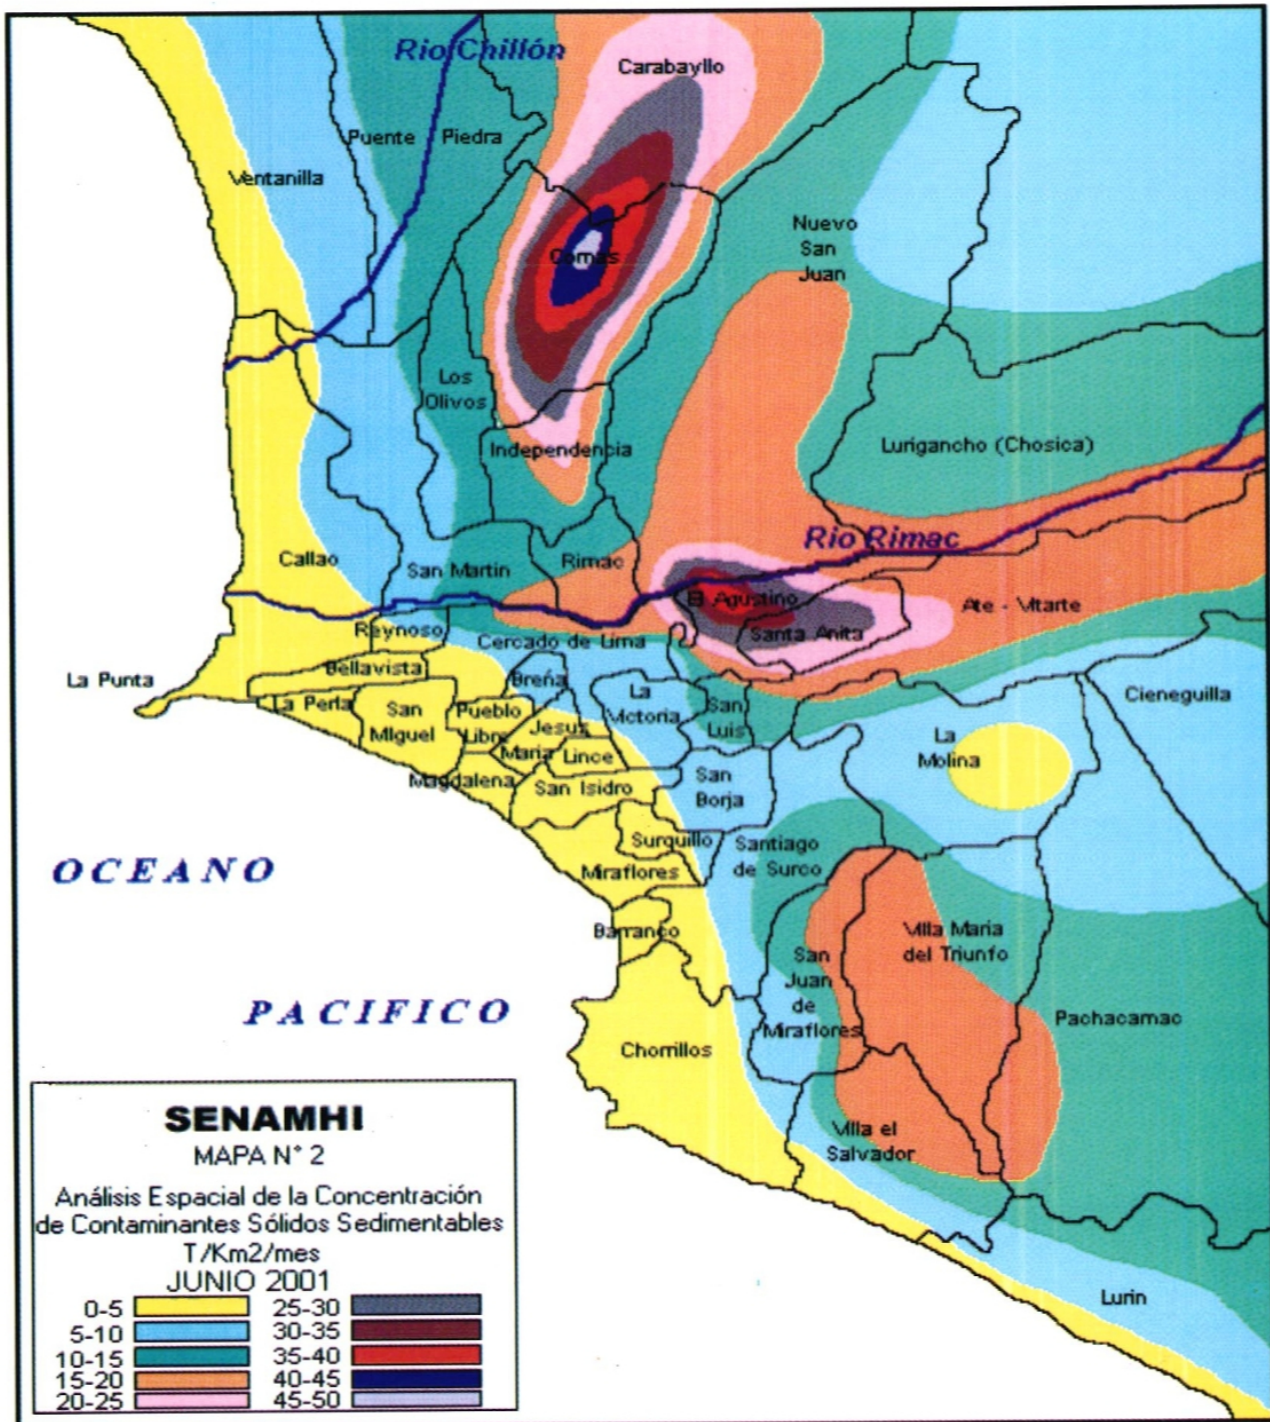 Rio Chillón
Carabayllo
Puente Piedra
Ventanilla
Nuevo
San
Juan
Comas
Los
Olivos
Independencia
Lurigancho (Chosica)
Rio Rimac
Callao
San Martin
Rimac
El Agustino
Ate - Vitarte
Santa Anita
Reynoso
Cercado de Lima
Bellavista
La Punta
Breña
La
Victoria
San
Luis
Cieneguilla
La Perla
San
Miguel
Pueblo
Libre
Jesus
Maria
Lince
La
Molina
Magdalena
San Isidro
San
Borja
Surquillo
Santiago
de Surco
Miraflores
OCEANO
Barranco
Villa Maria
del Triunfo
San
Juan
de
Miraflores
PACIFICO
Pachacamac
Chorrillos
Villa el
Salvador
Lurin
SENAMHI
MAPA N° 2
Análisis Espacial de la Concentración
de Contaminantes Sólidos Sedimentables
T/Km2/mes
JUNIO 2001
0-5 25-30
5-10 30-35
10-15 35-40
15-20 40-45
20-25 45-50